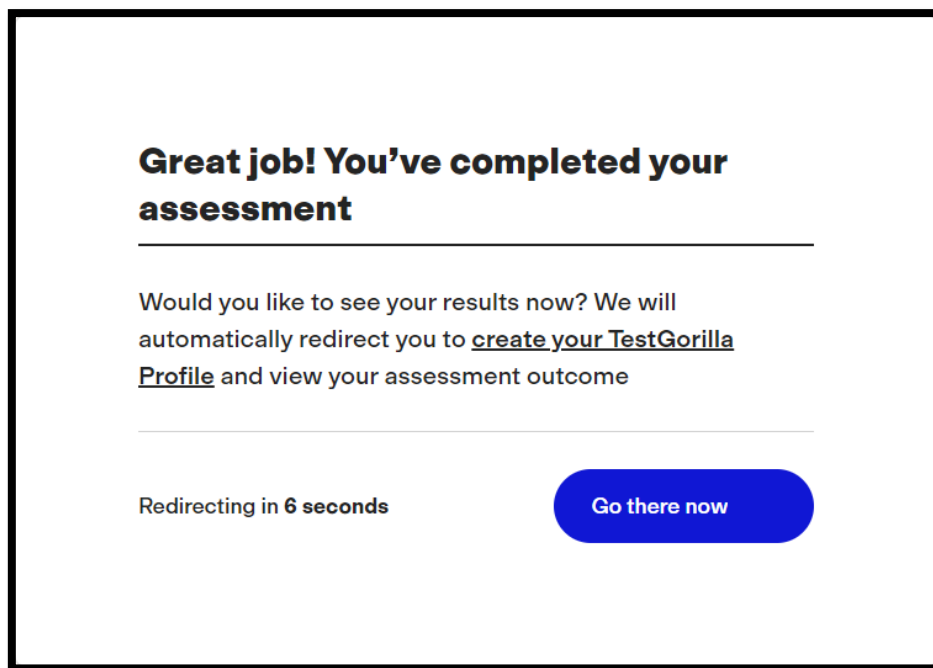 Great job! You’ve completed your
assessment
Would you like to see your results now? We will
automatically redirect you to create your TestGorilla
Profile and view your assessment outcome
Redirecting in 6 seconds
Go there now